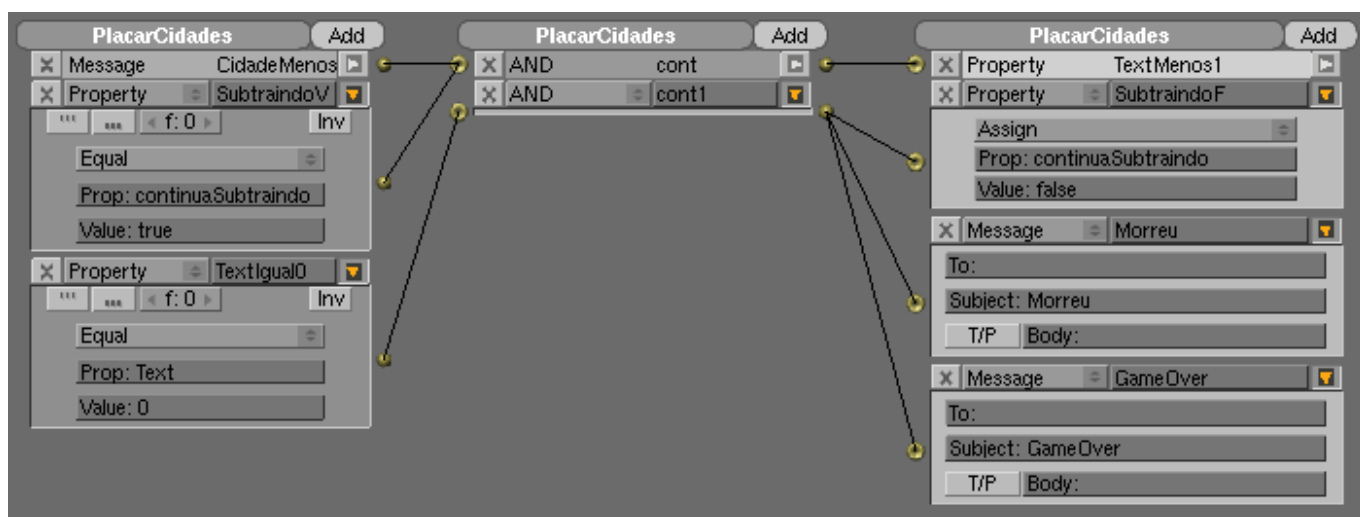 PlacarCidades Add
Message CidadeMenos
Property SubtraindoV
f: 0 Inv
Equal
Prop: continuaSubtraindo
Value: true
Property TextIgual0
f: 0 Inv
Equal
Prop: Text
Value: 0
PlacarCidades Add
AND cont
AND cont1
PlacarCidades Add
Property TextMenos1
Property SubtraindoF
Assign
Prop: continuaSubtraindo
Value: false
Message Morreu
To:
Subject: Morreu
T/P Body:
Message GameOver
To:
Subject: GameOver
T/P Body: